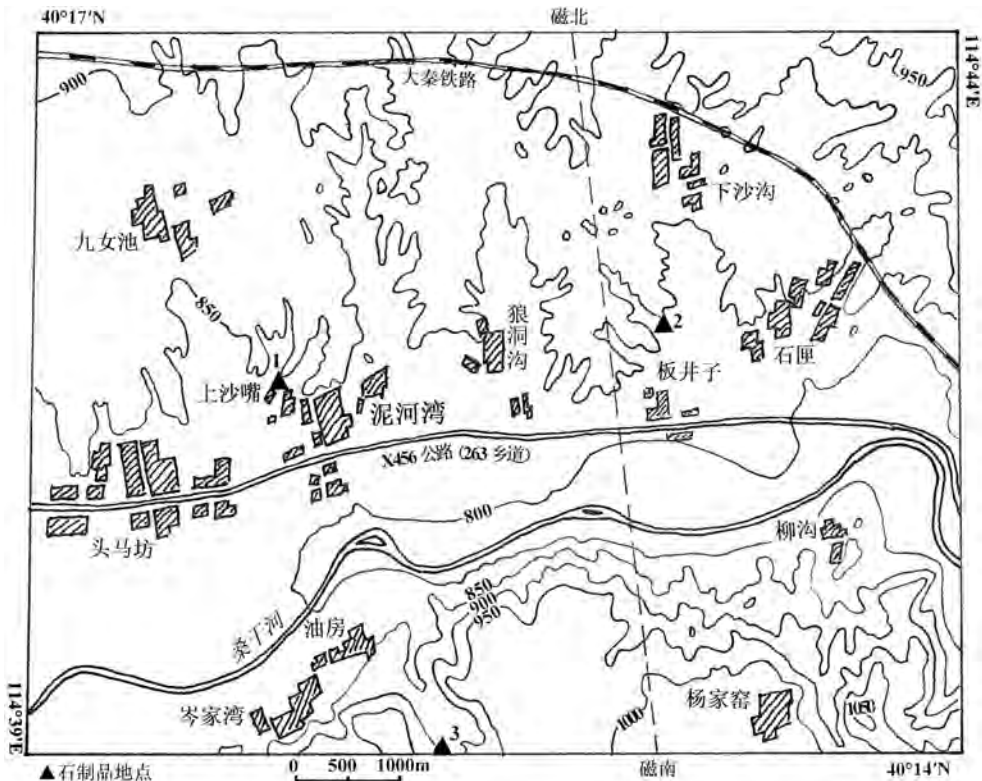 40°17′N
磁北
114°44′E
大秦铁路
900
950
下沙沟
九女池
850
狼洞沟
2
石匣
1
上沙嘴
板井子
泥河湾
X456 公路 (263 乡道)
800
头马坊
柳沟
850
900
950
桑干河
油房
岑家湾
杨家窑
1000
1050
114°39′E
3
▲石制品地点
0 500 1000m
磁南
40°14′N